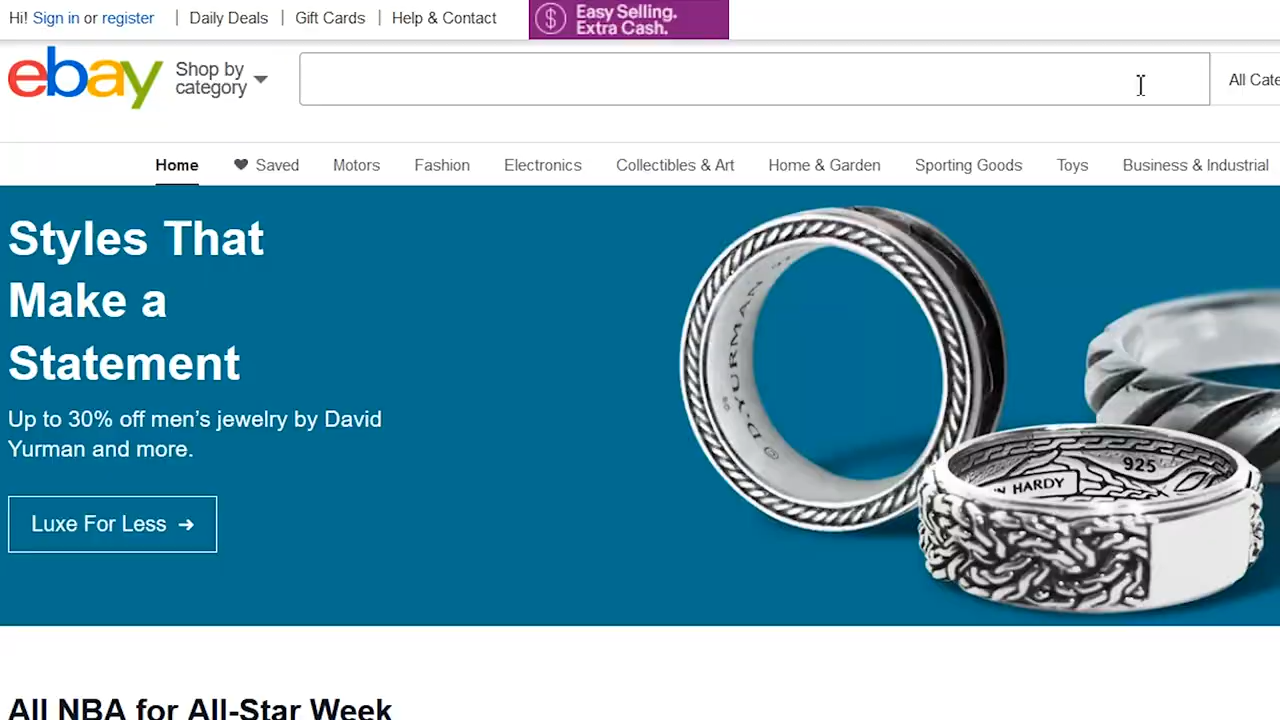 Hi! Sign in or register | Daily Deals | Gift Cards | Help & Contact
Easy Selling.
Extra Cash.
ebay
Shop by
category
All Cate
Home Saved Motors Fashion Electronics Collectibles & Art Home & Garden Sporting Goods Toys Business & Industrial
Styles That
Make a
Statement
Up to 30% off men's jewelry by David
Yurman and more.
Luxe For Less →
D.YURMAN
925
HARDY
All NBA for All-Star Week